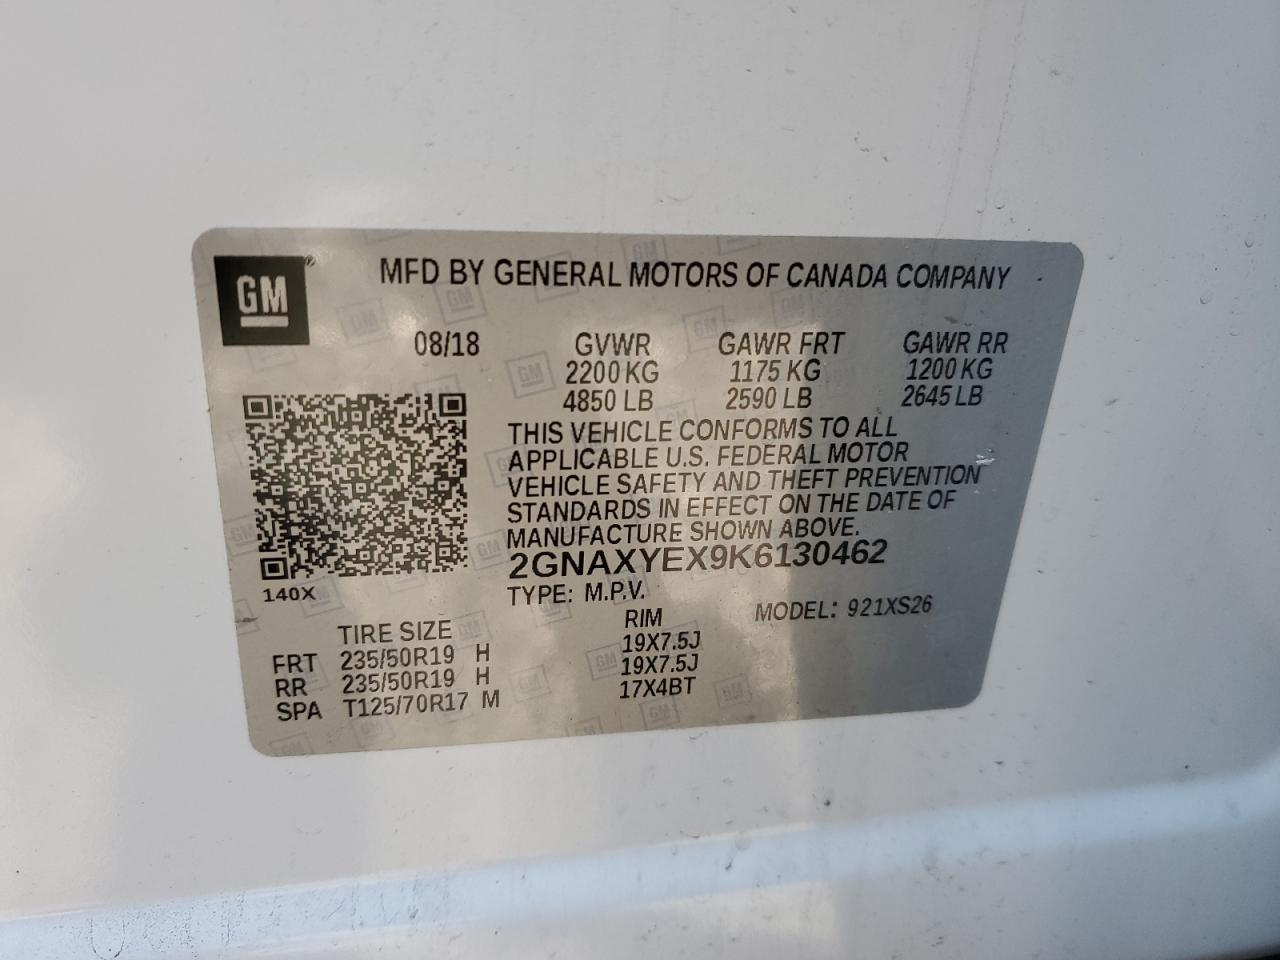 GM
MFD BY GENERAL MOTORS OF CANADA COMPANY
08/18 GVWR GAWR FRT GAWR RR
2200 KG 1175 KG 1200 KG
4850 LB 2590 LB 2645 LB
THIS VEHICLE CONFORMS TO ALL
APPLICABLE U.S. FEDERAL MOTOR
VEHICLE SAFETY AND THEFT PREVENTION
STANDARDS IN EFFECT ON THE DATE OF
MANUFACTURE SHOWN ABOVE.
2GNAXYEX9K6130462
140X
TYPE: M.P.V. MODEL: 921XS26
TIRE SIZE RIM
FRT 235/50R19 H 19X7.5J
RR 235/50R19 H 19X7.5J
SPA T125/70R17 M 17X4BT